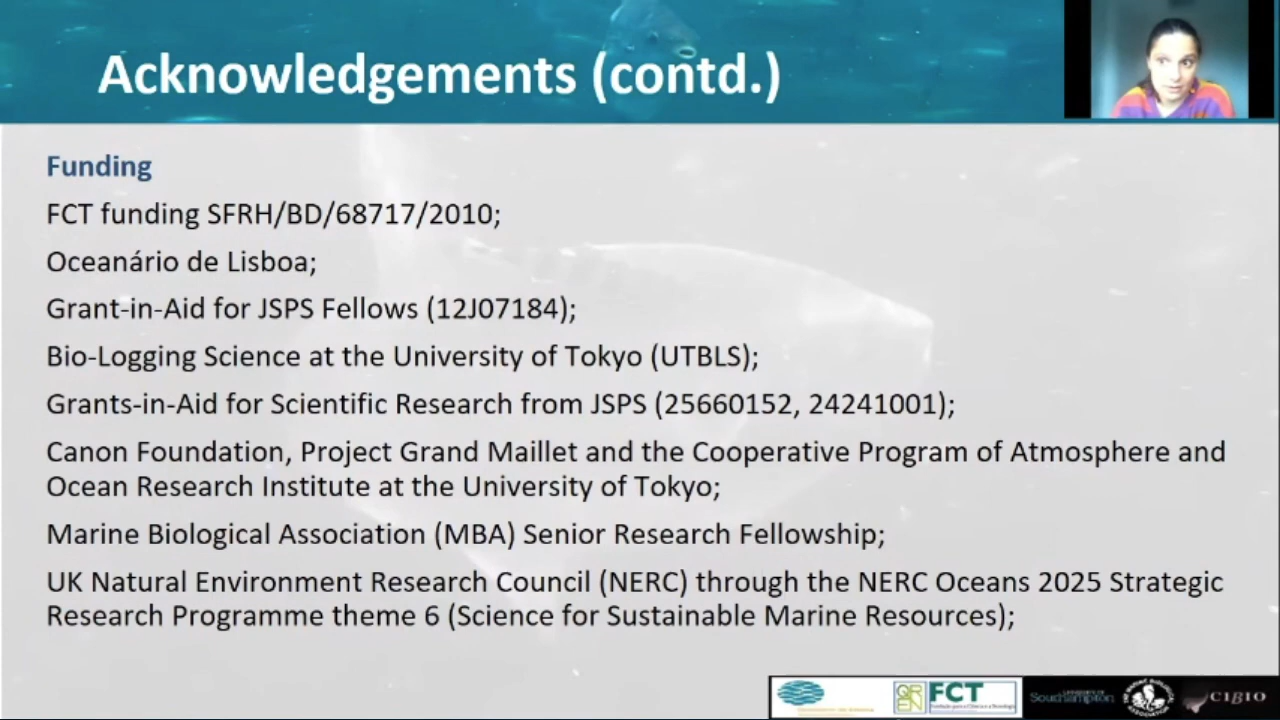 Acknowledgements (contd.)
Funding
FCT funding SFRH/BD/68717/2010;
Oceanário de Lisboa;
Grant-in-Aid for JSPS Fellows (12J07184);
Bio-Logging Science at the University of Tokyo (UTBLS);
Grants-in-Aid for Scientific Research from JSPS (25660152, 24241001);
Canon Foundation, Project Grand Maillet and the Cooperative Program of Atmosphere and
Ocean Research Institute at the University of Tokyo;
Marine Biological Association (MBA) Senior Research Fellowship;
UK Natural Environment Research Council (NERC) through the NERC Oceans 2025 Strategic
Research Programme theme 6 (Science for Sustainable Marine Resources);
QREN
FCT
Southampton
CIBIO